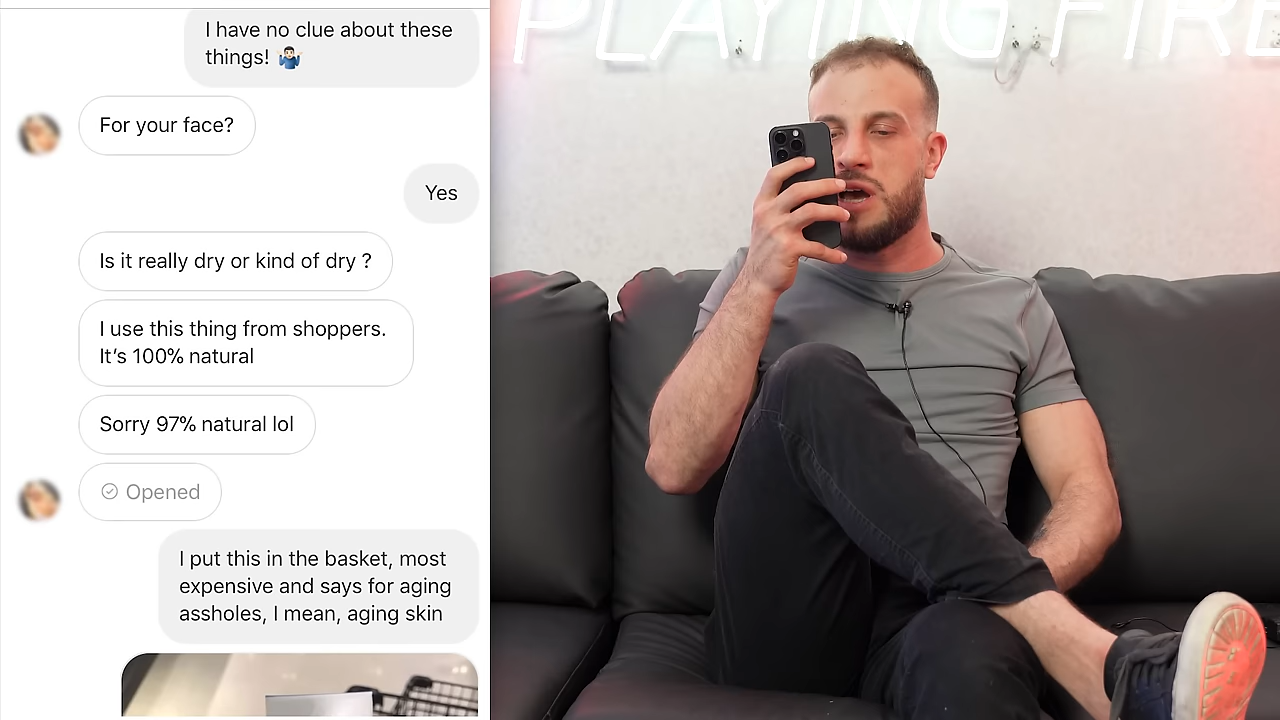 I have no clue about these
things! 🤷🏻‍♂️
For your face?
Yes
Is it really dry or kind of dry ?
I use this thing from shoppers.
It's 100% natural
Sorry 97% natural lol
Opened
I put this in the basket, most
expensive and says for aging
assholes, I mean, aging skin
PLAYING FIRE